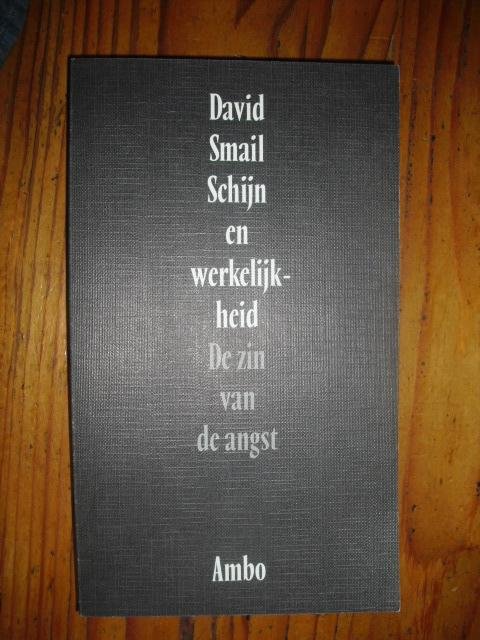 David
Smail
Schijn
en
werkelijk-
heid
De zin
van
de angst
Ambo